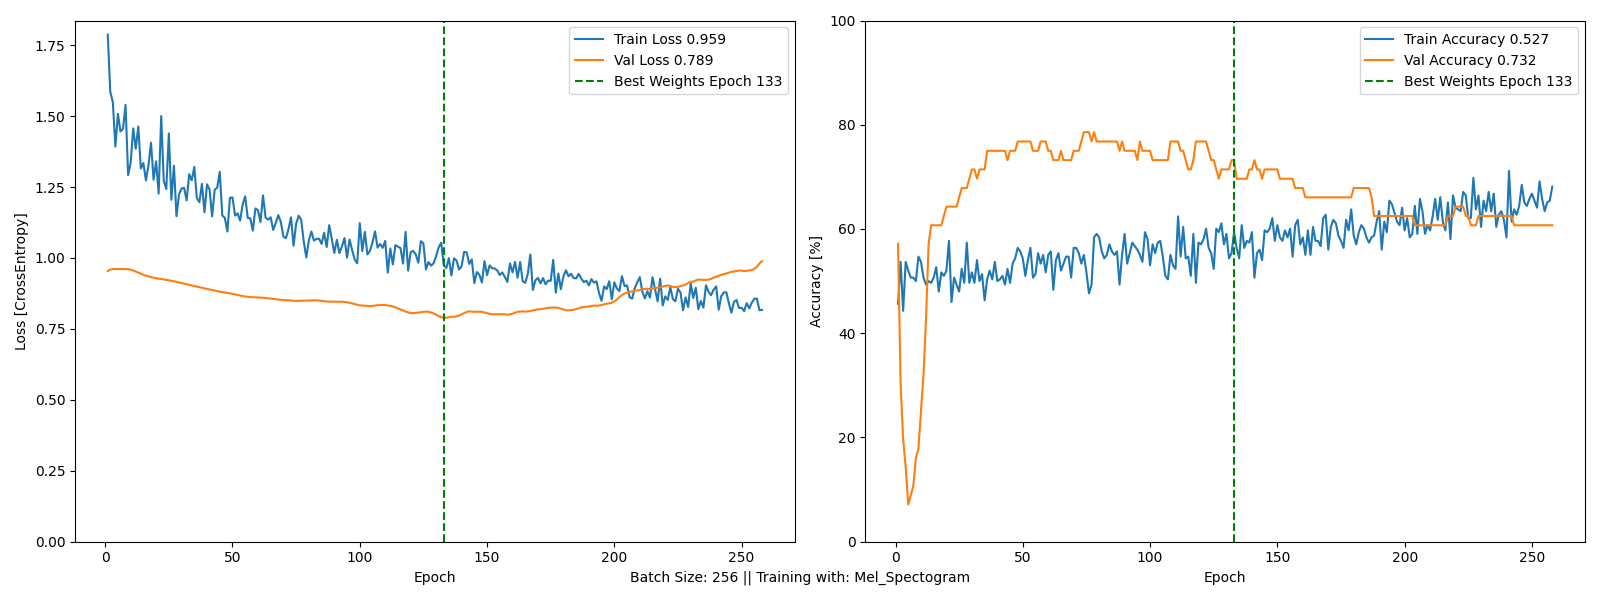 Train Loss 0.959
Val Loss 0.789
Best Weights Epoch 133
Loss [CrossEntropy]
1.75
1.50
1.25
1.00
0.75
0.50
0.25
0.00
0 50 100 150 200 250
Epoch
Train Accuracy 0.527
Val Accuracy 0.732
Best Weights Epoch 133
Accuracy [%]
100
80
60
40
20
0
0 50 100 150 200 250
Epoch
Batch Size: 256 || Training with: Mel_Spectogram